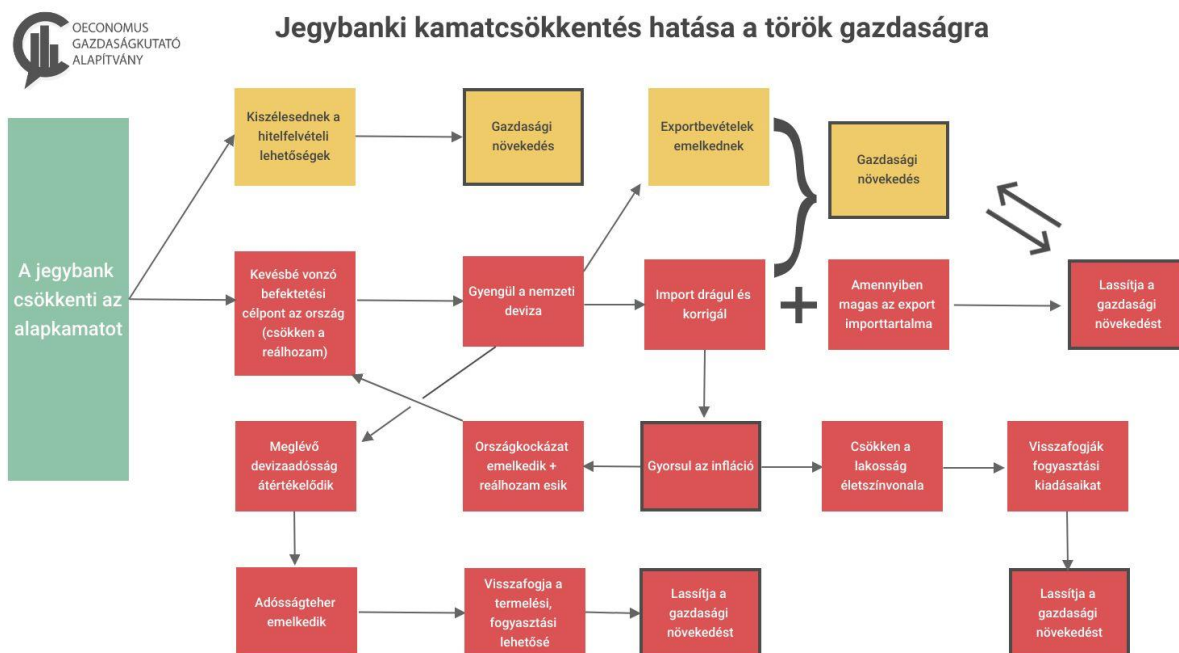 OECONOMUS
GAZDASÁGKUTATÓ
ALAPÍTVÁNY
Jegybanki kamatcsökkentés hatása a török gazdaságra
A jegybank
csökkenti az
alapkamatot
Kiszélesednek a
hitelfelvételi
lehetőségek
Gazdasági
növekedés
Exportbevételek
emelkednek
Gazdasági
növekedés
Kevésbé vonzó
befektetési
célpont az ország
(csökken a
reálhozam)
Gyengül a nemzeti
deviza
Import drágul és
korrigál
+
Amennyiben
magas az export
importtartalma
Lassítja a
gazdasági
növekedést
Meglévő
devizaadósság
átértékelődik
Országkockázat
emelkedik +
reálhozam esik
Gyorsul az infláció
Csökken a
lakosság
életszínvonala
Visszafogják
fogyasztási
kiadásaikat
Adósságteher
emelkedik
Visszafogja a
termelési,
fogyasztási
lehetősé
Lassítja a
gazdasági
növekedést
Lassítja a
gazdasági
növekedést